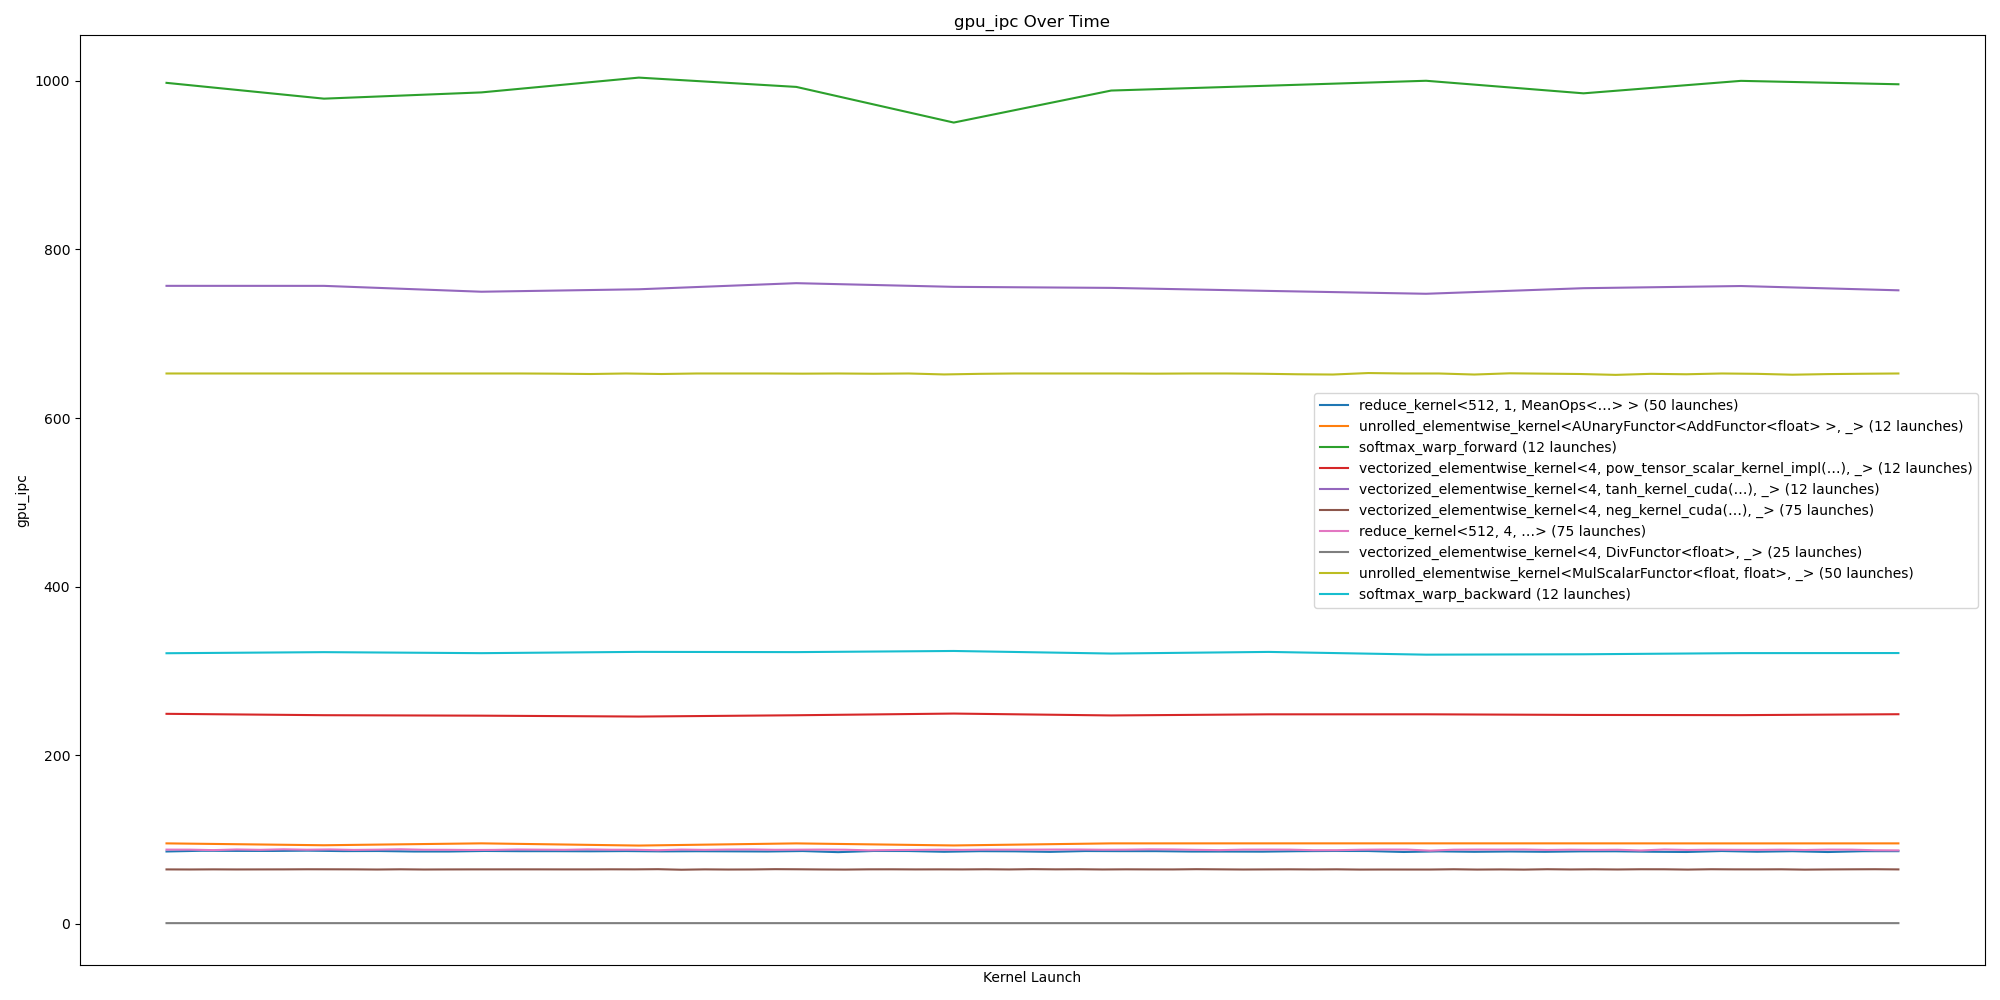 gpu_ipc Over Time
1000
800
600
400
200
0
gpu_ipc
Kernel Launch
reduce_kernel<512, 1, MeanOps<...> > (50 launches)
unrolled_elementwise_kernel<AUnaryFunctor<AddFunctor<float> >, _> (12 launches)
softmax_warp_forward (12 launches)
vectorized_elementwise_kernel<4, pow_tensor_scalar_kernel_impl(...), _> (12 launches)
vectorized_elementwise_kernel<4, tanh_kernel_cuda(...), _> (12 launches)
vectorized_elementwise_kernel<4, neg_kernel_cuda(...), _> (75 launches)
reduce_kernel<512, 4, ...> (75 launches)
vectorized_elementwise_kernel<4, DivFunctor<float>, _> (25 launches)
unrolled_elementwise_kernel<MulScalarFunctor<float, float>, _> (50 launches)
softmax_warp_backward (12 launches)